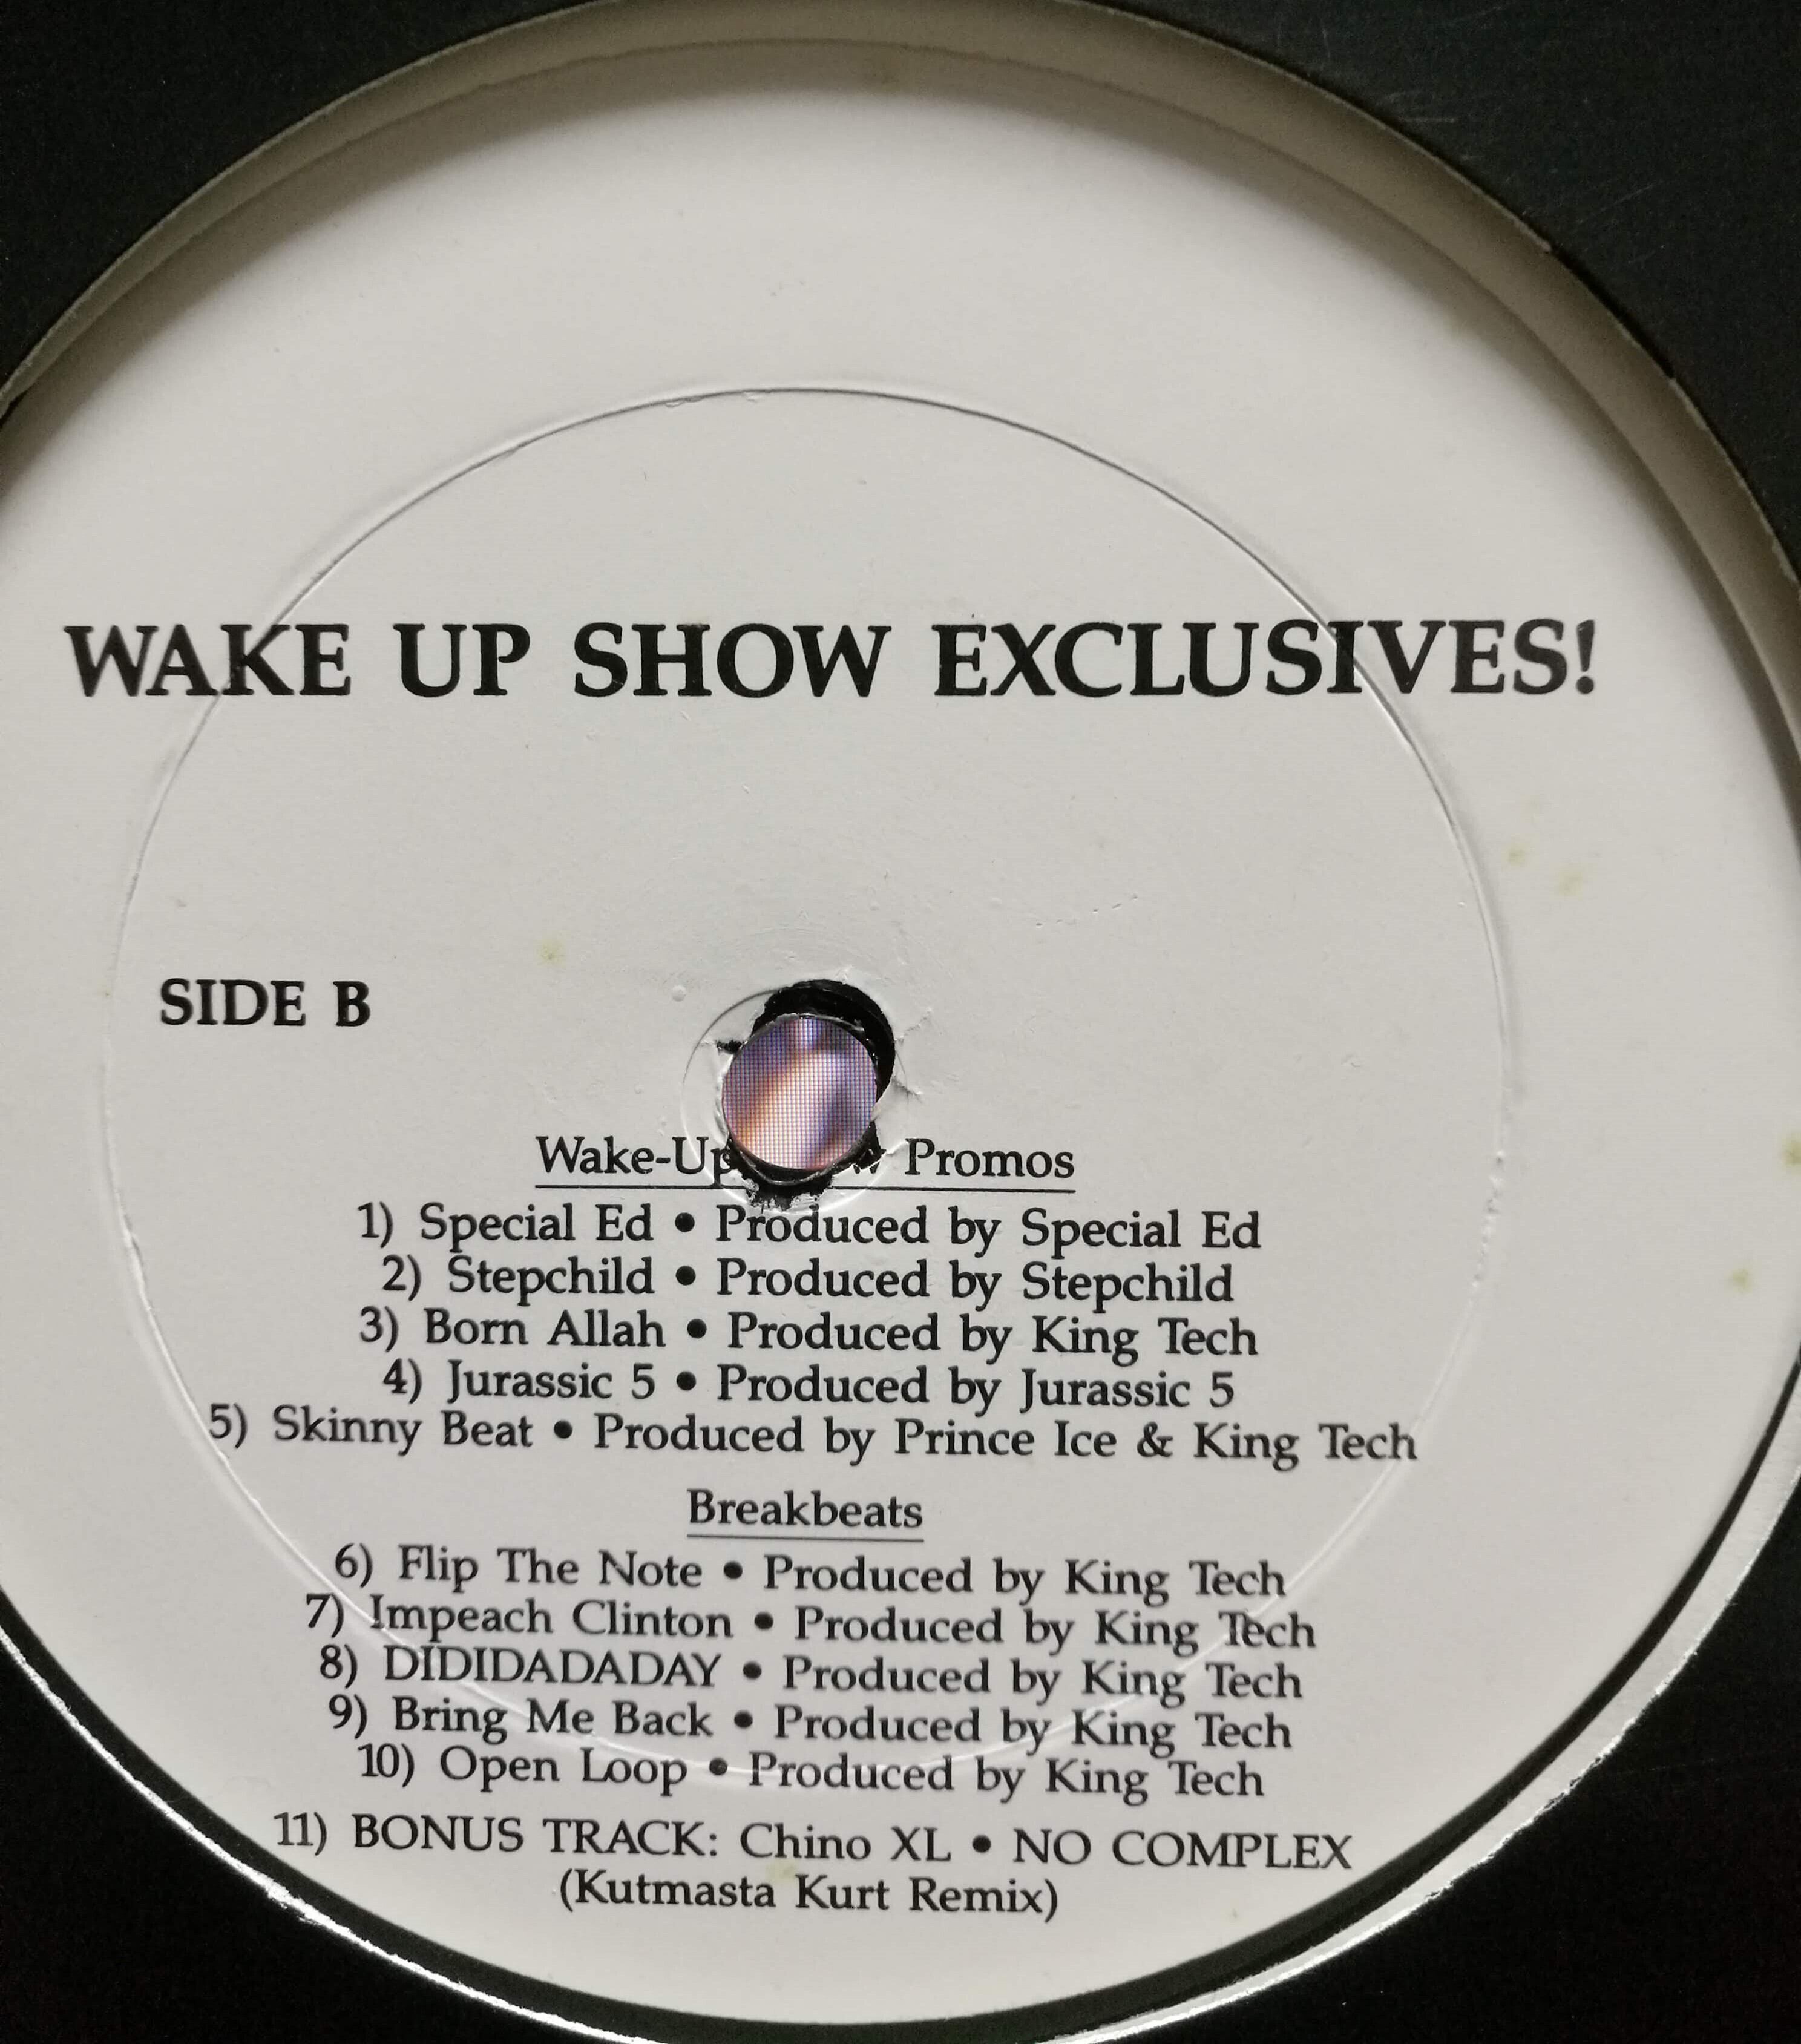 WAKE UP SHOW EXCLUSIVES!
SIDE B
Wake-Up Promos
1) Special Ed • Produced by Special Ed
2) Stepchild • Produced by Stepchild
3) Born Allah • Produced by King Tech
4) Jurassic 5 • Produced by Jurassic 5
5) Skinny Beat • Produced by Prince Ice & King Tech
Breakbeats
6) Flip The Note • Produced by King Tech
7) Impeach Clinton • Produced by King Tech
8) DIDIDADADAY • Produced by King Tech
9) Bring Me Back • Produced by King Tech
10) Open Loop • Produced by King Tech
11) BONUS TRACK: Chino XL • NO COMPLEX
(Kutmasta Kurt Remix)